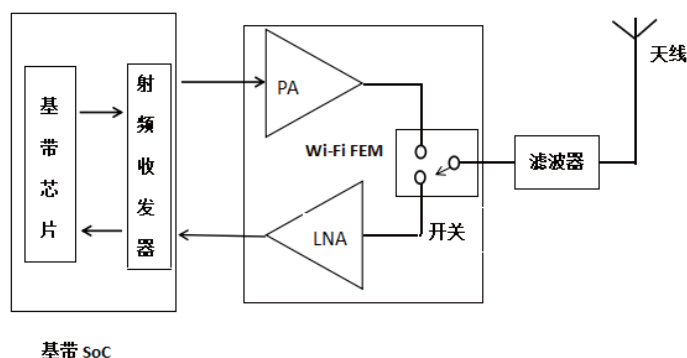 基带芯片
射频收发器
PA
Wi-Fi FEM
LNA
开关
滤波器
天线
基带 SoC